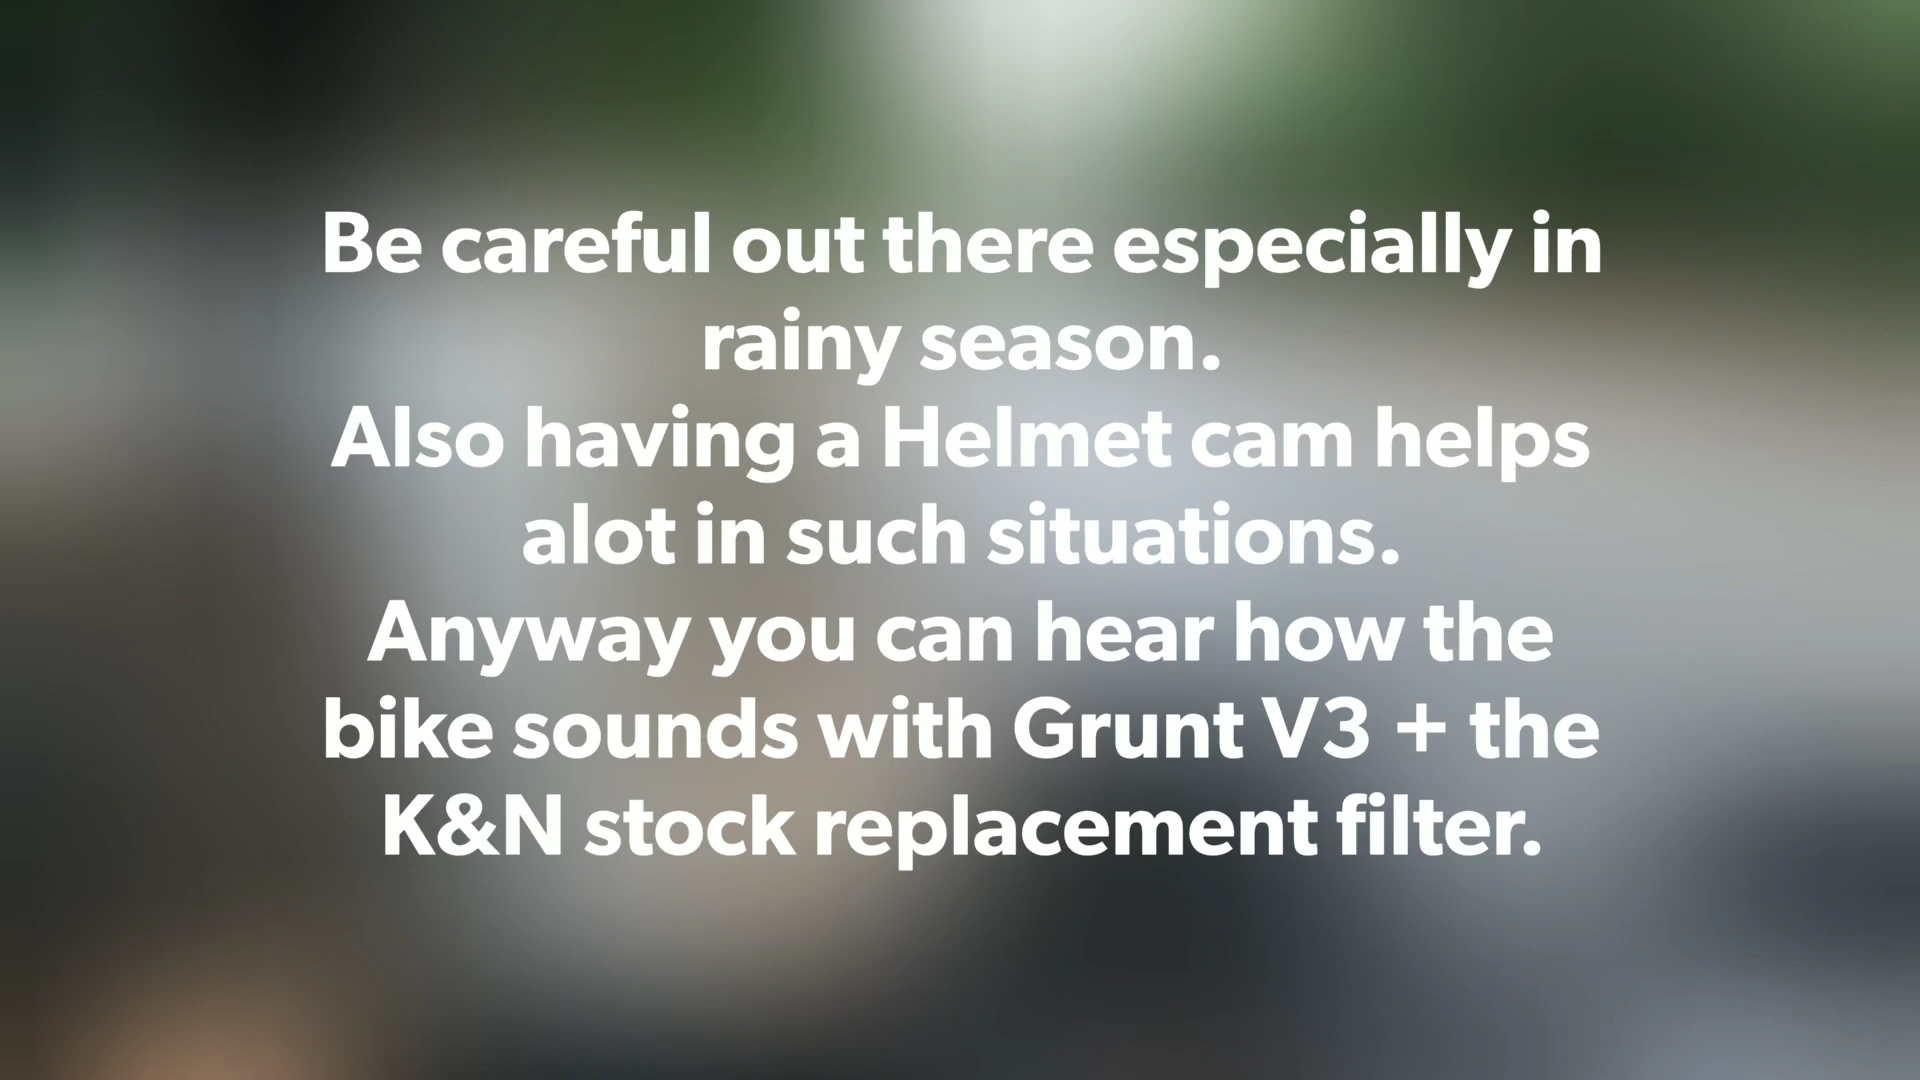 Be careful out there especially in
rainy season.
Also having a Helmet cam helps
alot in such situations.
Anyway you can hear how the
bike sounds with Grunt V3 + the
K&N stock replacement filter.